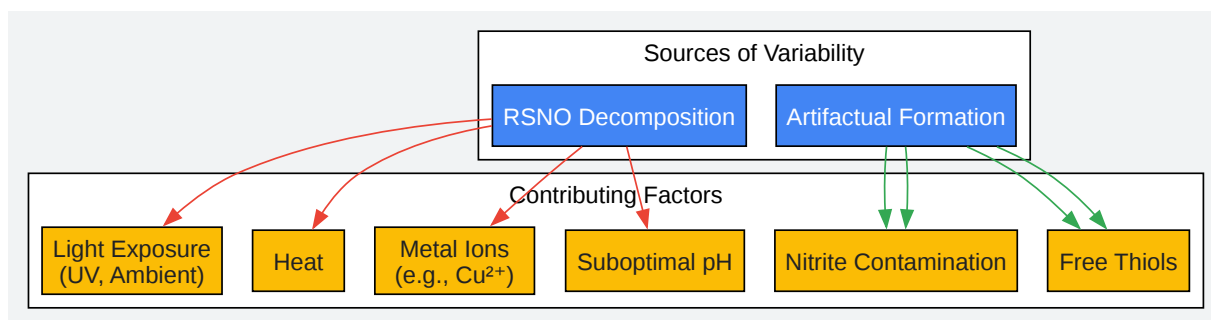 Sources of Variability
RSNO Decomposition
Artifactual Formation
Contributing Factors
Light Exposure
(UV, Ambient)
Heat
Metal Ions
(e.g., Cu²⁺)
Suboptimal pH
Nitrite Contamination
Free Thiols